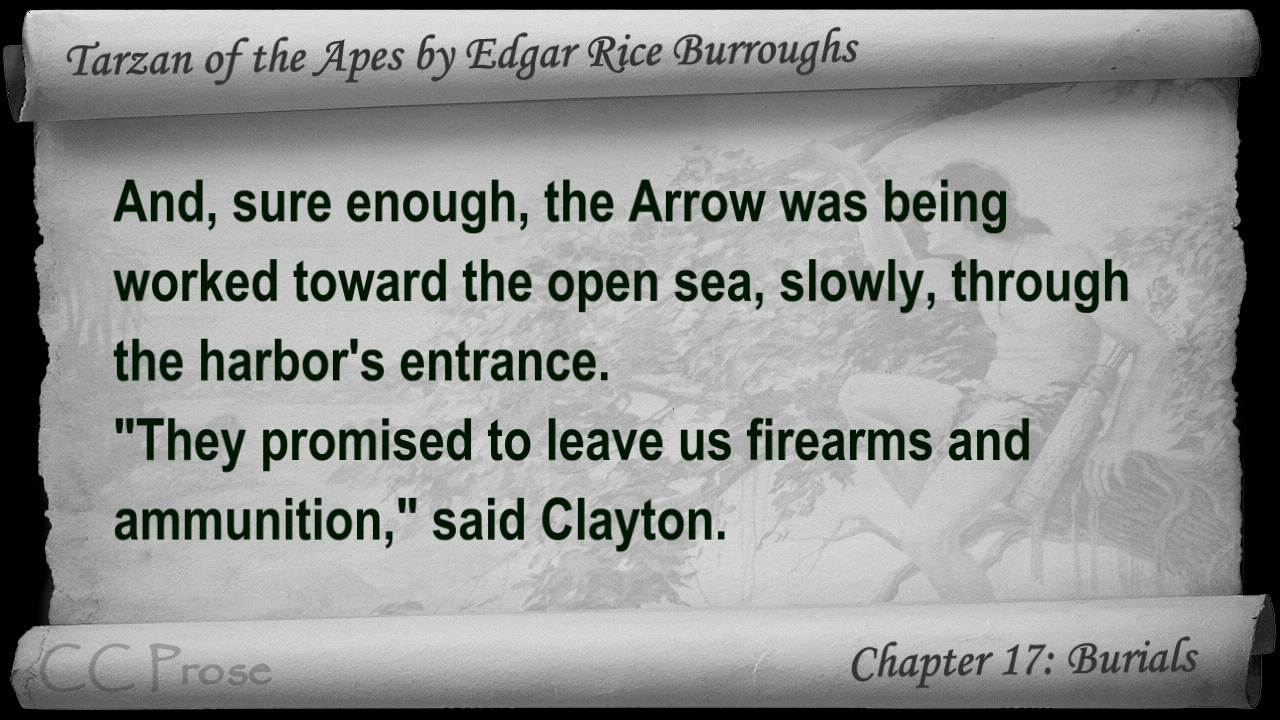 Tarzan of the Apes by Edgar Rice Burroughs
And, sure enough, the Arrow was being
worked toward the open sea, slowly, through
the harbor's entrance.
"They promised to leave us firearms and
ammunition," said Clayton.
CC Prose
Chapter 17: Burials